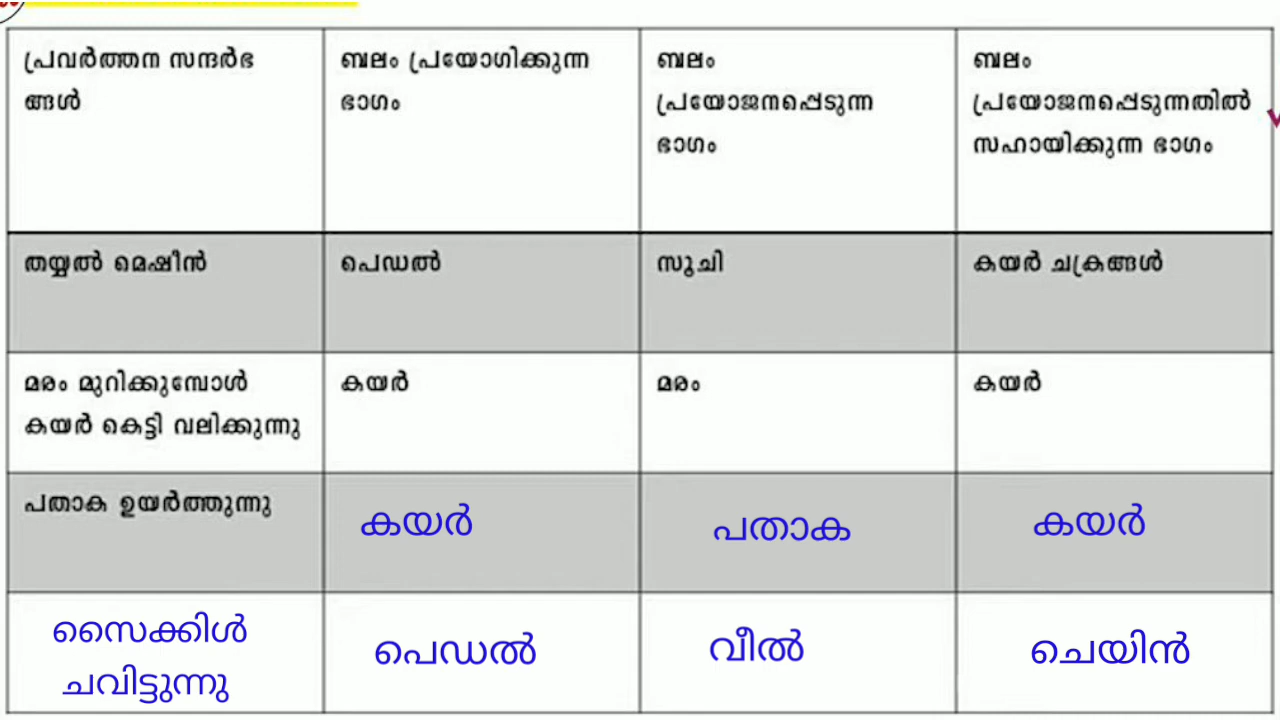 പ്രവർത്തന സന്ദർഭ
ങ്ങൾ
ബലം പ്രയോഗിക്കുന്ന
ഭാഗം
ബലം
പ്രയോജനപ്പെടുന്ന
ഭാഗം
ബലം
പ്രയോജനപ്പെടുന്നതിൽ
സഹായിക്കുന്ന ഭാഗം
തയ്യൽ മെഷീൻ
പെഡൽ
സൂചി
കയർ ചക്രങ്ങൾ
മരം മുറിക്കുമ്പോൾ
കയർ കെട്ടി വലിക്കുന്നു
കയർ
മരം
കയർ
പതാക ഉയർത്തുന്നു
കയർ
പതാക
കയർ
സൈക്കിൾ
ചവിട്ടുന്നു
പെഡൽ
വീൽ
ചെയിൻ